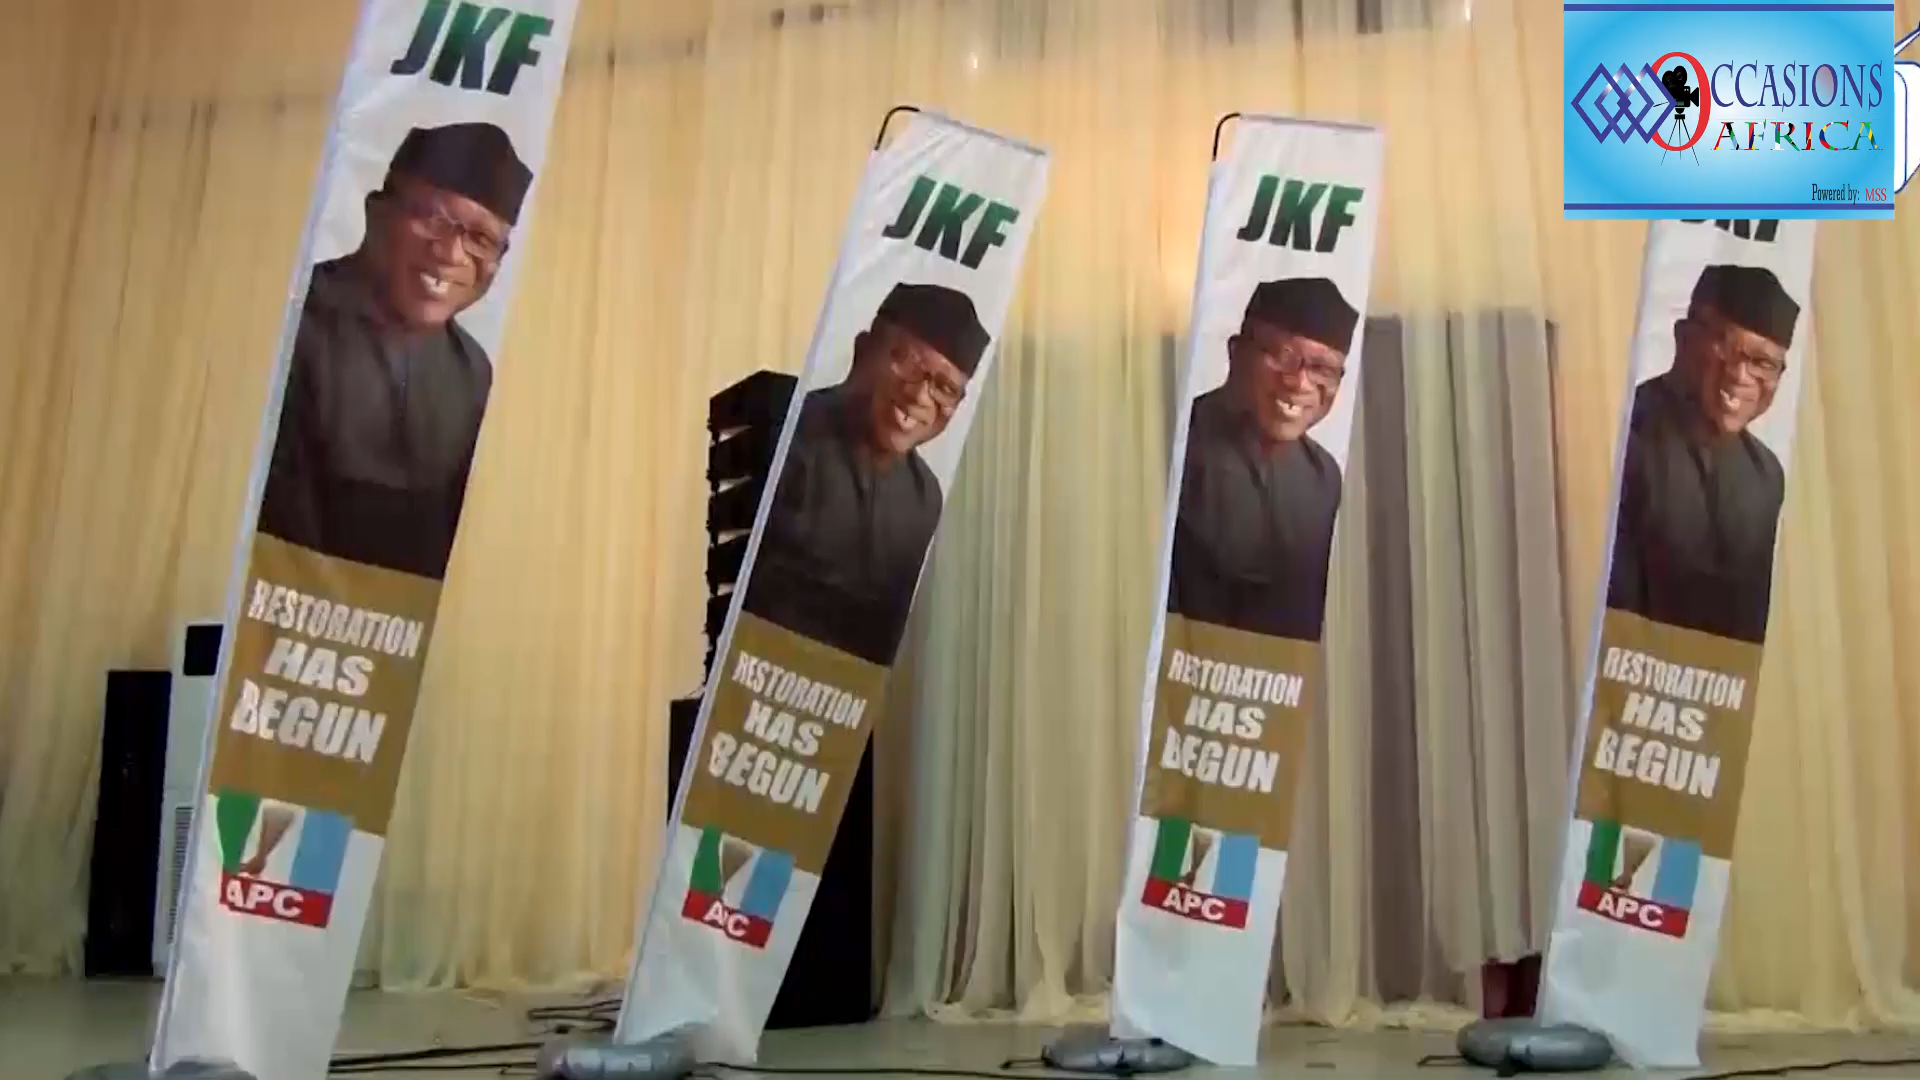 JKF
RESTORATION
HAS
BEGUN
APC
JKF
RESTORATION
HAS
BEGUN
APC
JKF
RESTORATION
HAS
BEGUN
APC
JKF
RESTORATION
HAS
BEGUN
APC
OCCASIONS
AFRICA
Powered by: MSS